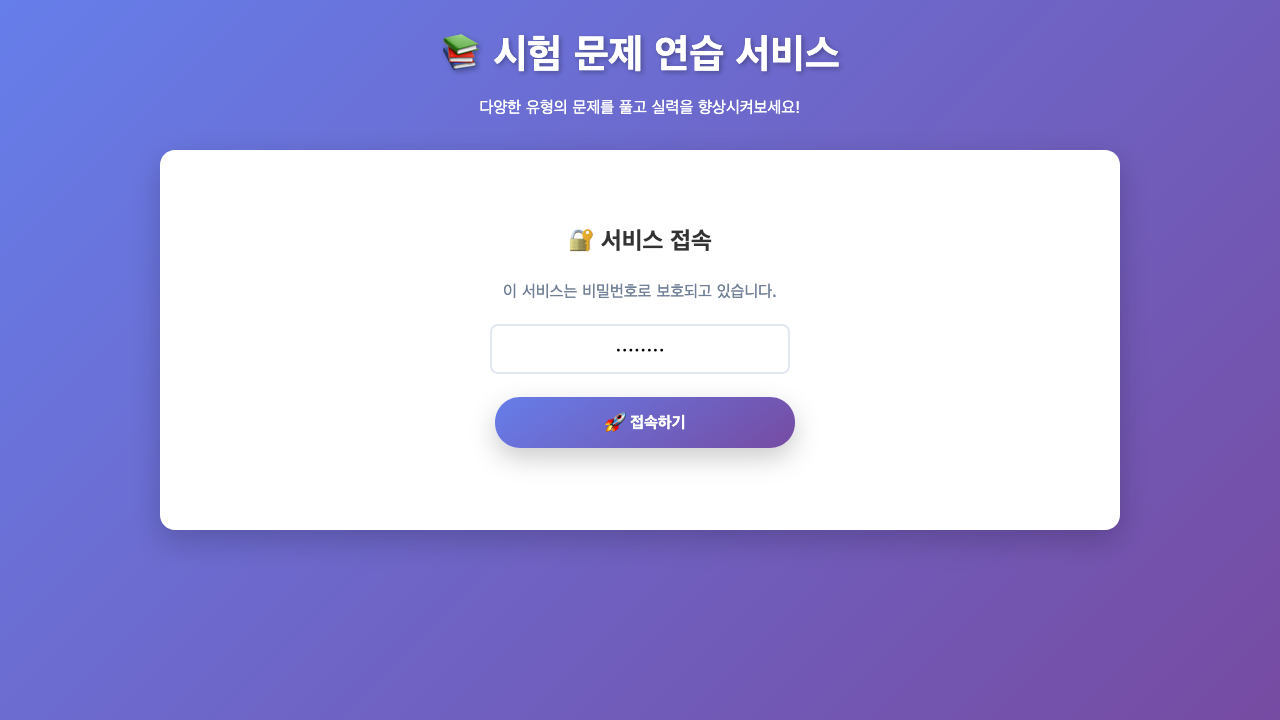 📚 시험 문제 연습 서비스
다양한 유형의 문제를 풀고 실력을 향상시켜보세요!
🔐 서비스 접속
이 서비스는 비밀번호로 보호되고 있습니다.
••••••••
🚀 접속하기